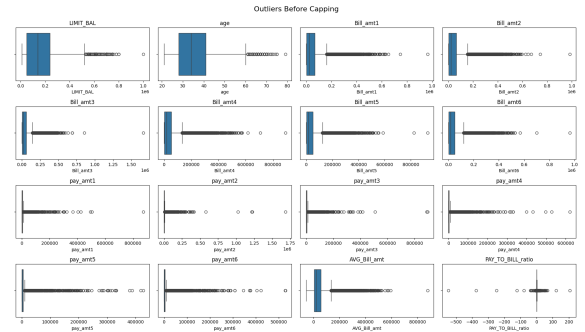 Outliers Before Capping
LIMIT_BAL age Bill_amt1 Bill_amt2
0.0 0.2 0.4 0.6 0.8 1.0 20 30 40 50 60 70 80 0.0 0.2 0.4 0.6 0.8 1.0 0.0 0.2 0.4 0.6 0.8 1.0
LIMIT_BAL 1e6 age Bill_amt1 1e6 Bill_amt2 1e6
Bill_amt3 Bill_amt4 Bill_amt5 Bill_amt6
0.00 0.25 0.50 0.75 1.00 1.25 1.50 0 200000 400000 600000 800000 0 200000 400000 600000 800000 0.0 0.2 0.4 0.6 0.8 1.0
Bill_amt3 1e6 Bill_amt4 Bill_amt5 Bill_amt6 1e6
pay_amt1 pay_amt2 pay_amt3 pay_amt4
0 200000 400000 600000 800000 0.00 0.25 0.50 0.75 1.00 1.25 1.50 1.75 0 200000 400000 600000 800000 0 100000 200000 300000 400000 500000 600000
pay_amt1 pay_amt2 1e6 pay_amt3 pay_amt4
pay_amt5 pay_amt6 AVG_Bill_amt PAY_TO_BILL_ratio
0 100000 200000 300000 400000 0 100000 200000 300000 400000 500000 0 200000 400000 600000 800000 -500 -400 -300 -200 -100 0 100 200
pay_amt5 pay_amt6 AVG_Bill_amt PAY_TO_BILL_ratio